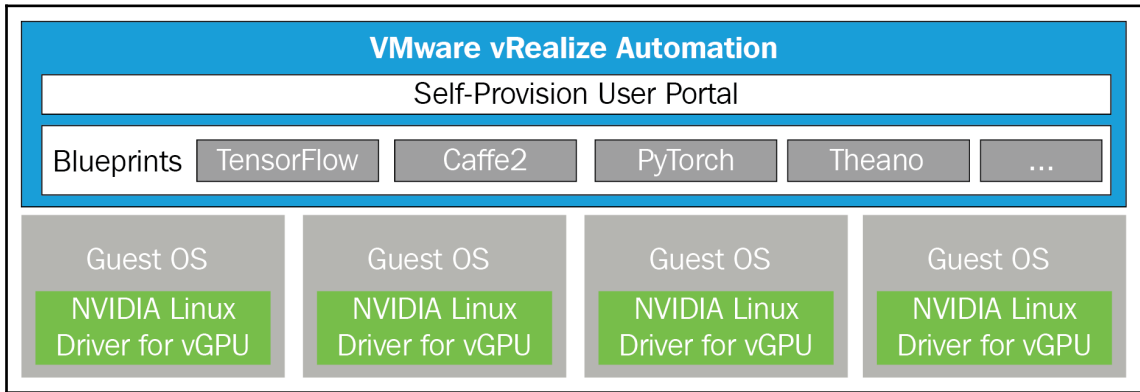 VMware vRealize Automation
Self-Provision User Portal
Blueprints TensorFlow Caffe2 PyTorch Theano ...
Guest OS Guest OS Guest OS Guest OS
NVIDIA Linux NVIDIA Linux NVIDIA Linux NVIDIA Linux
Driver for vGPU Driver for vGPU Driver for vGPU Driver for vGPU